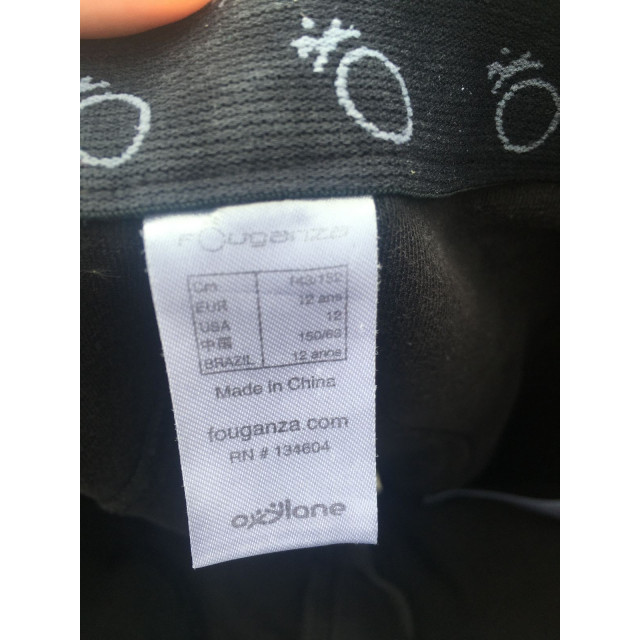 Fouganza
Cm 143/152
EUR 12 ans
USA 12
中国 150/63
BRAZIL 12 anos
Made in China
fouganza.com
RN # 134604
oxylane